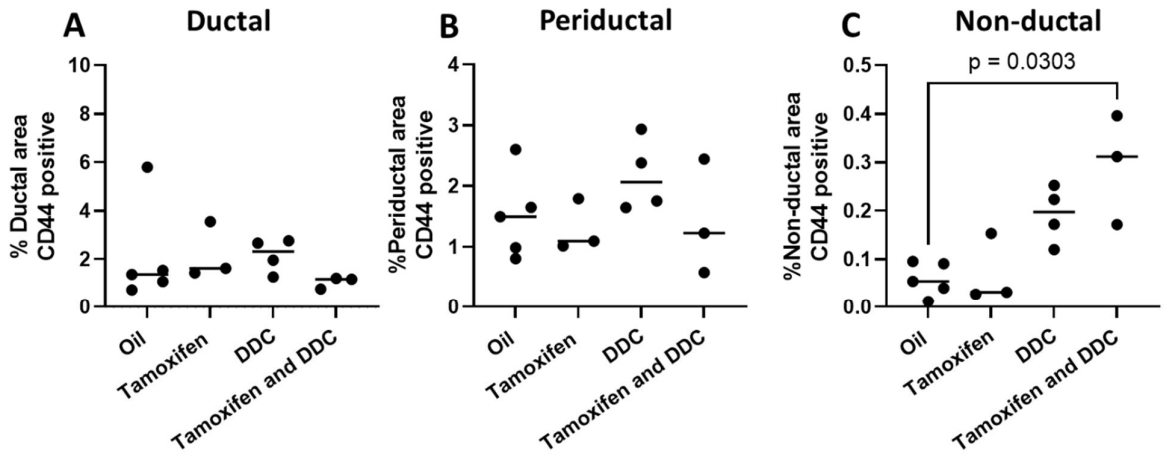 A Ductal
% Ductal area
CD44 positive
10
8
6
4
2
0
Oil
Tamoxifen
DDC
Tamoxifen and DDC
B Periductal
%Periductal area
CD44 positive
4
3
2
1
0
Oil
Tamoxifen
DDC
Tamoxifen and DDC
C Non-ductal
p = 0.0303
%Non-ductal area
CD44 positive
0.5
0.4
0.3
0.2
0.1
0.0
Oil
Tamoxifen
DDC
Tamoxifen and DDC